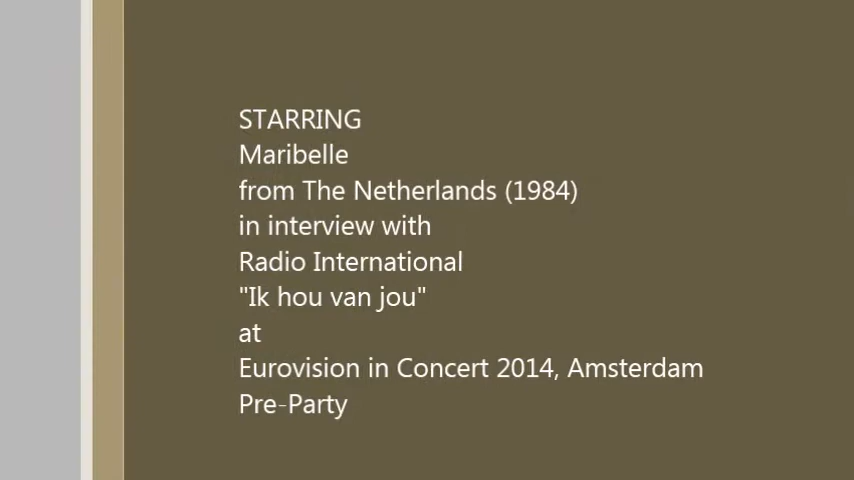 STARRING
Maribelle
from The Netherlands (1984)
in interview with
Radio International
"Ik hou van jou"
at
Eurovision in Concert 2014, Amsterdam
Pre-Party